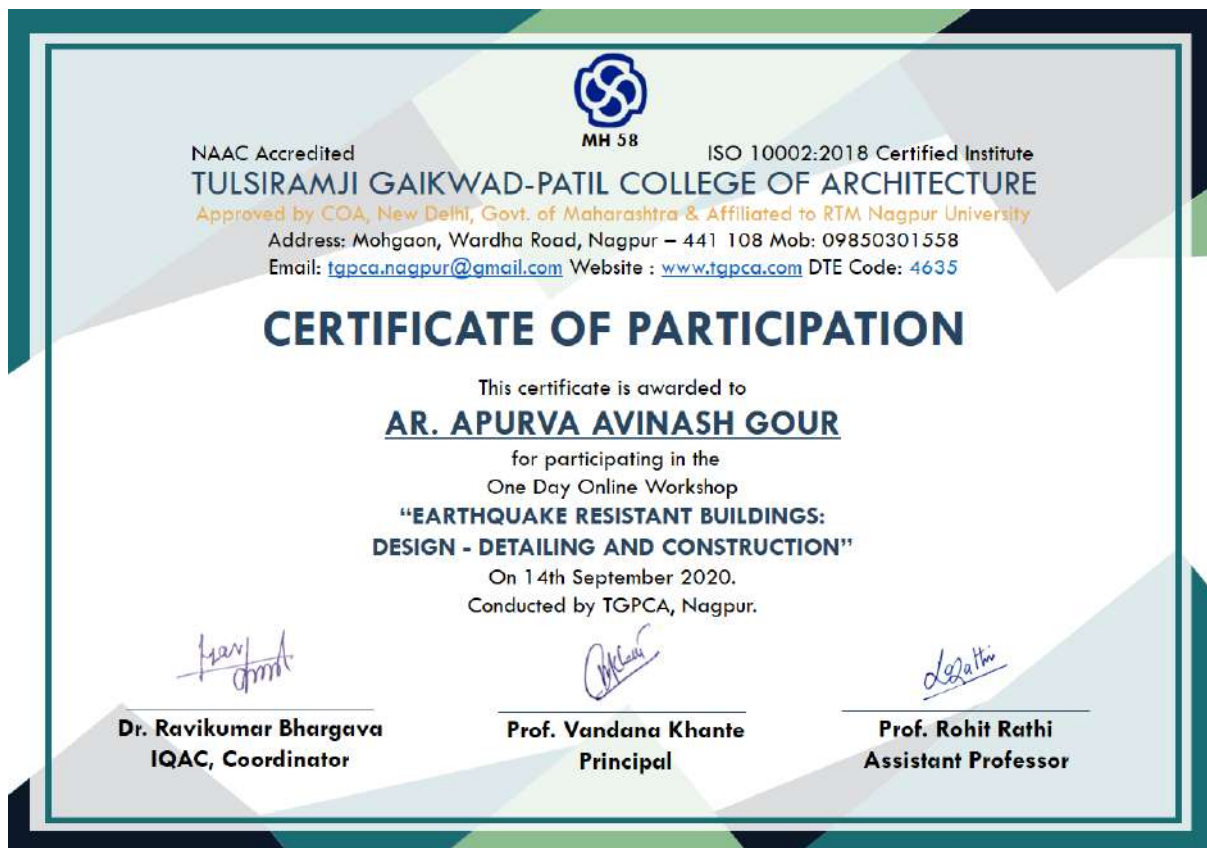 MH 58
NAAC Accredited ISO 10002:2018 Certified Institute
TULSIRAMJI GAIKWAD-PATIL COLLEGE OF ARCHITECTURE
Approved by COA, New Delhi, Govt. of Maharashtra & Affiliated to RTM Nagpur University
Address: Mohgaon, Wardha Road, Nagpur – 441 108 Mob: 09850301558
Email: tgpca.nagpur@gmail.com Website : www.tgpca.com DTE Code: 4635
CERTIFICATE OF PARTICIPATION
This certificate is awarded to
AR. APURVA AVINASH GOUR
for participating in the
One Day Online Workshop
“EARTHQUAKE RESISTANT BUILDINGS:
DESIGN - DETAILING AND CONSTRUCTION”
On 14th September 2020.
Conducted by TGPCA, Nagpur.
Dr. Ravikumar Bhargava Prof. Vandana Khante Prof. Rohit Rathi
IQAC, Coordinator Principal Assistant Professor